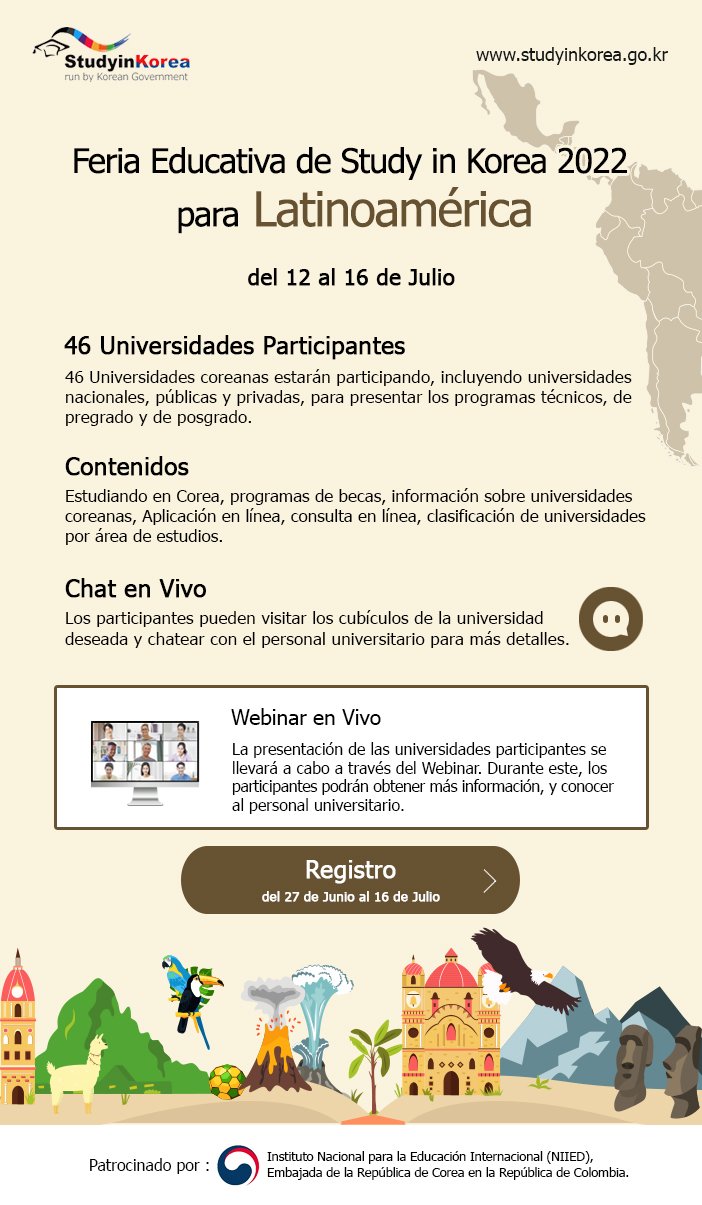 StudyinKorea
run by Korean Government
www.studyinkorea.go.kr
Feria Educativa de Study in Korea 2022
para Latinoamérica
del 12 al 16 de Julio
46 Universidades Participantes
46 Universidades coreanas estarán participando, incluyendo universidades
nacionales, públicas y privadas, para presentar los programas técnicos, de
pregrado y de posgrado.
Contenidos
Estudiando en Corea, programas de becas, información sobre universidades
coreanas, Aplicación en línea, consulta en línea, clasificación de universidades
por área de estudios.
Chat en Vivo
Los participantes pueden visitar los cubículos de la universidad
deseada y chatear con el personal universitario para más detalles.
Webinar en Vivo
La presentación de las universidades participantes se
llevará a cabo a través del Webinar. Durante este, los
participantes podrán obtener más información, y conocer
al personal universitario.
Registro
del 27 de Junio al 16 de Julio
Patrocinado por :
Instituto Nacional para la Educación Internacional (NIIED),
Embajada de la República de Corea en la República de Colombia.